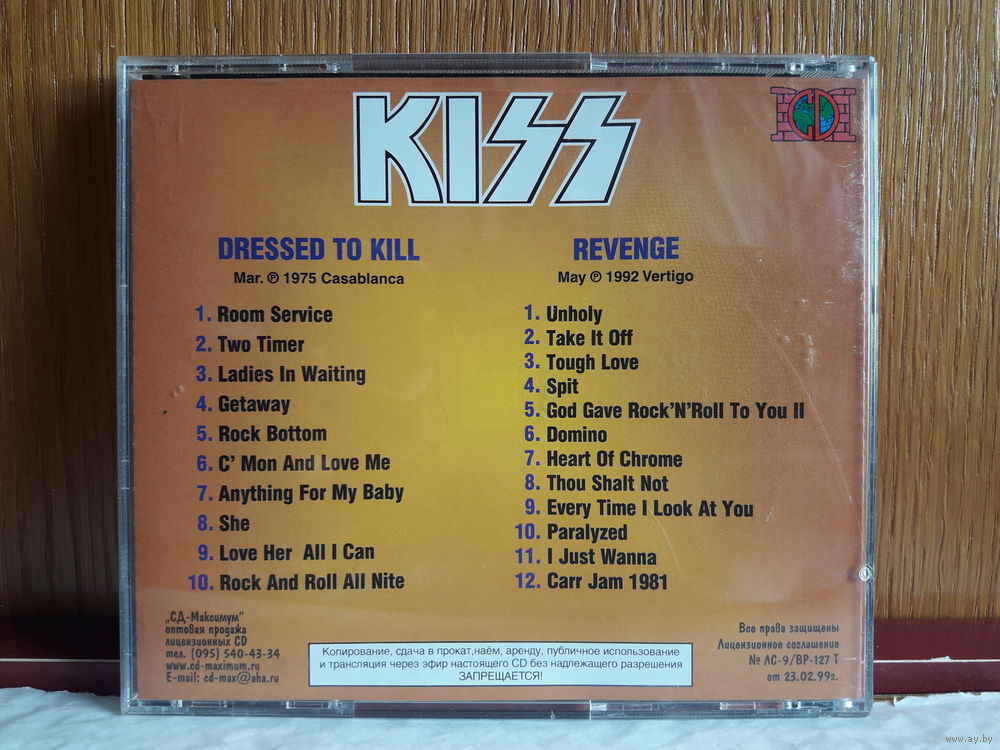 KISS
CD
DRESSED TO KILL
Mar. ℗ 1975 Casablanca
1. Room Service
2. Two Timer
3. Ladies In Waiting
4. Getaway
5. Rock Bottom
6. C' Mon And Love Me
7. Anything For My Baby
8. She
9. Love Her All I Can
10. Rock And Roll All Nite
REVENGE
May ℗ 1992 Vertigo
1. Unholy
2. Take It Off
3. Tough Love
4. Spit
5. God Gave Rock'N'Roll To You II
6. Domino
7. Heart Of Chrome
8. Thou Shalt Not
9. Every Time I Look At You
10. Paralyzed
11. I Just Wanna
12. Carr Jam 1981
„СД-Максимум"
оптовая продажа
лицензионных CD
тел. (095) 540-43-34
www.cd-maximum.ru
E-mail: cd-max@aha.ru
Копирование, сдача в прокат,наём, аренду, публичное использование
и трансляция через эфир настоящего CD без надлежащего разрешения
ЗАПРЕЩАЕТСЯ!
Все права защищены
Лицензионное соглашение
№ ЛС-9/ВР-127 Т
от 23.02.99г.
www.ay.by